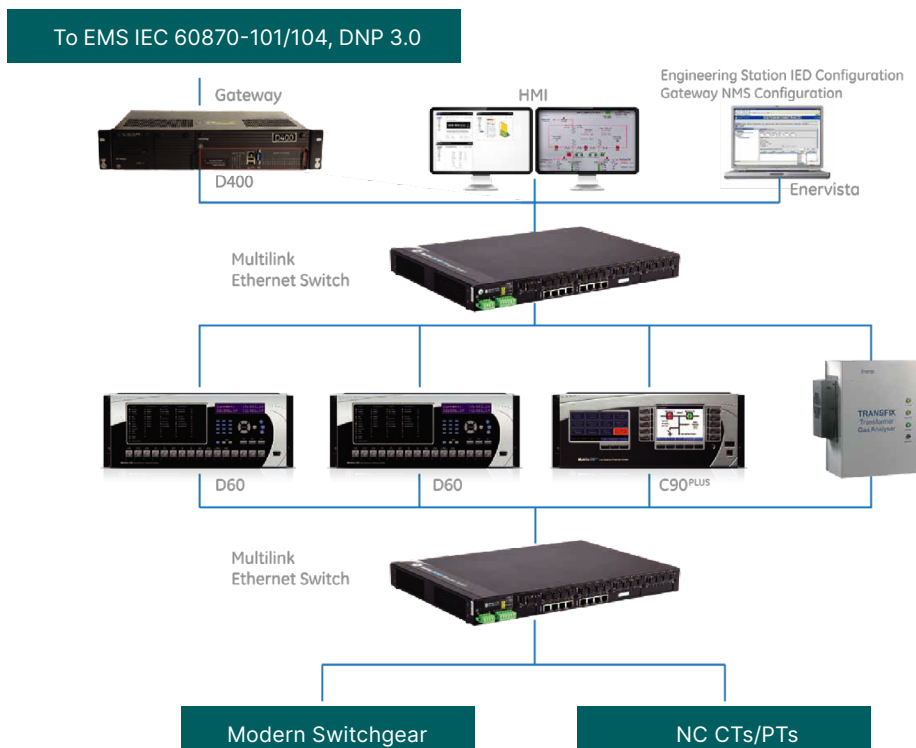 To EMS IEC 60870-101/104, DNP 3.0
Gateway
HMI
Engineering Station IED Configuration
Gateway NMS Configuration
D400
D400
Enervista
Multilink
Ethernet Switch
TRANSFIX
Transformer
Gas Analyser
D60
D60
C90PLUS
Multilink
Ethernet Switch
Modern Switchgear
NC CTs/PTs